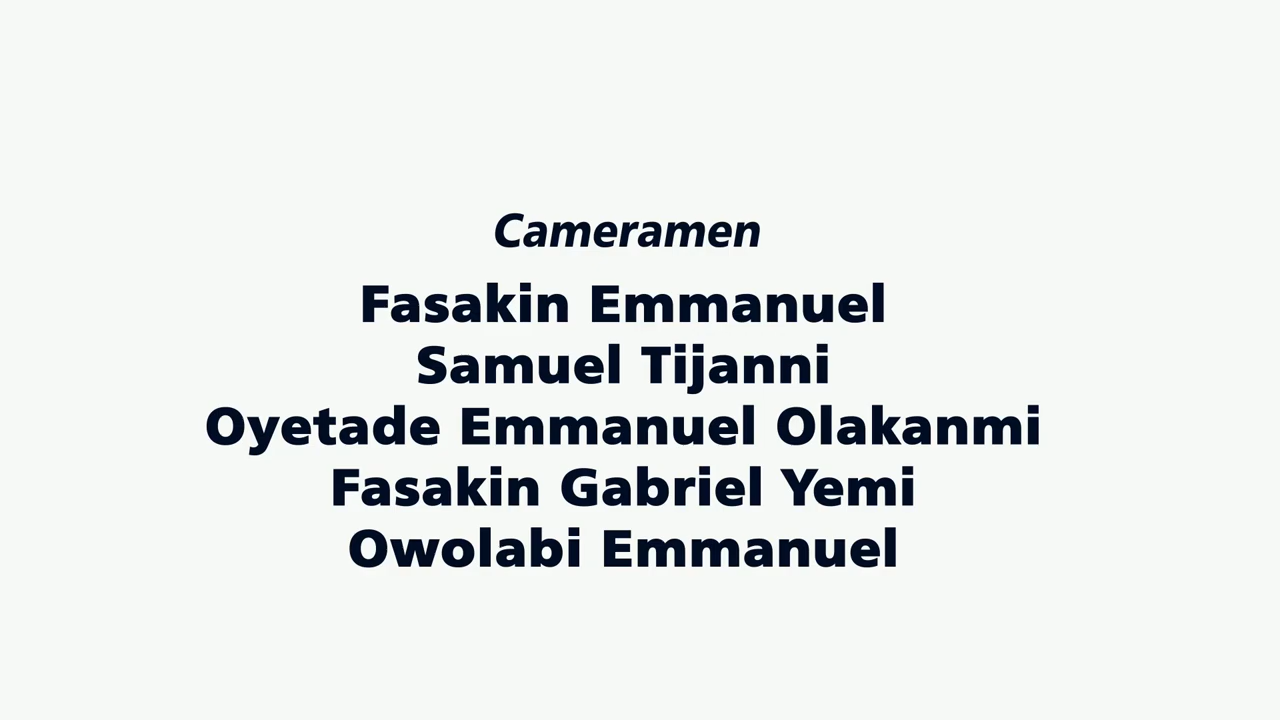 Cameramen
Fasakin Emmanuel
Samuel Tijanni
Oyetade Emmanuel Olakanmi
Fasakin Gabriel Yemi
Owolabi Emmanuel